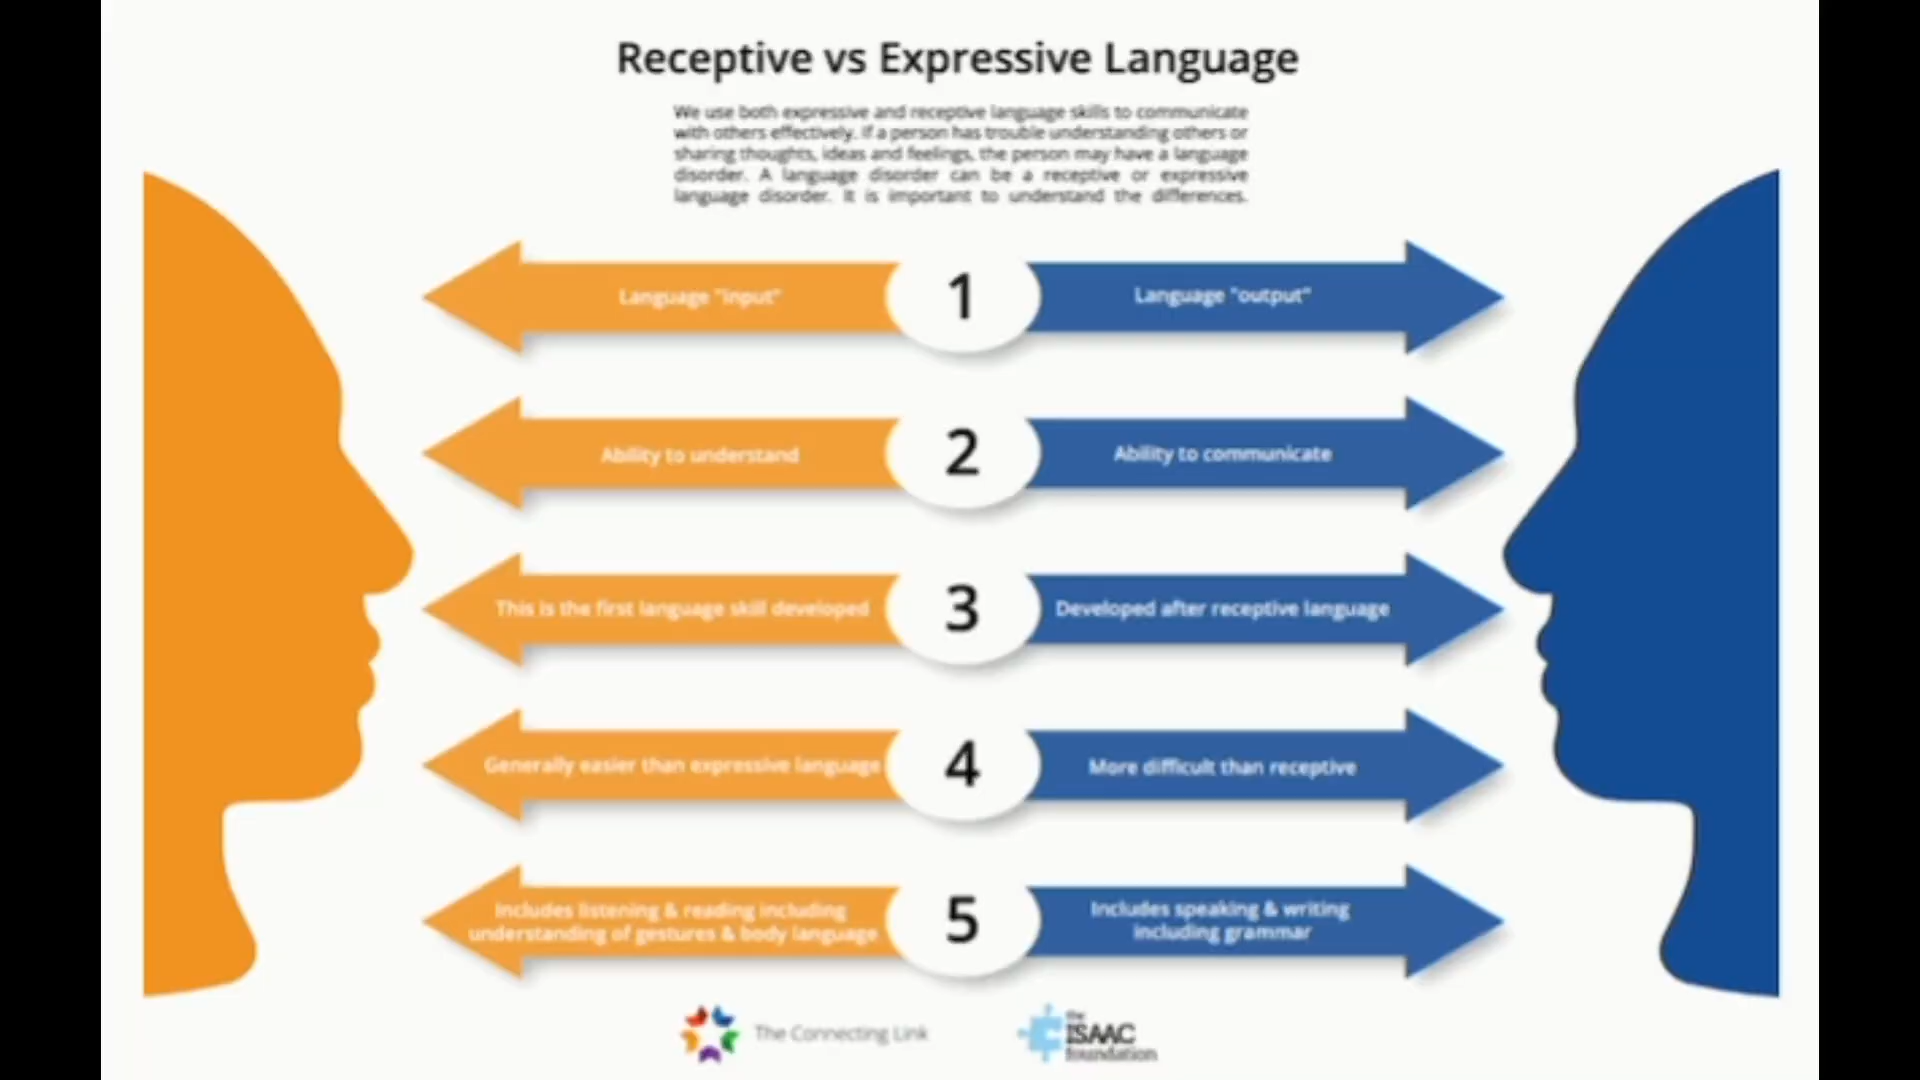 Receptive vs Expressive Language
We use both expressive and receptive language skills to communicate
with others effectively. If a person has trouble understanding others or
sharing thoughts, ideas and feelings, the person may have a language
disorder. A language disorder can be a receptive or expressive
language disorder. It is important to understand the differences.
Language "input"
1
Language "output"
Ability to understand
2
Ability to communicate
This is the first language skill developed
3
Developed after receptive language
Generally easier than expressive language
4
More difficult than receptive
Includes listening & reading including
understanding of gestures & body language
5
Includes speaking & writing
including grammar
The Connecting Link
the
ISAAC
foundation